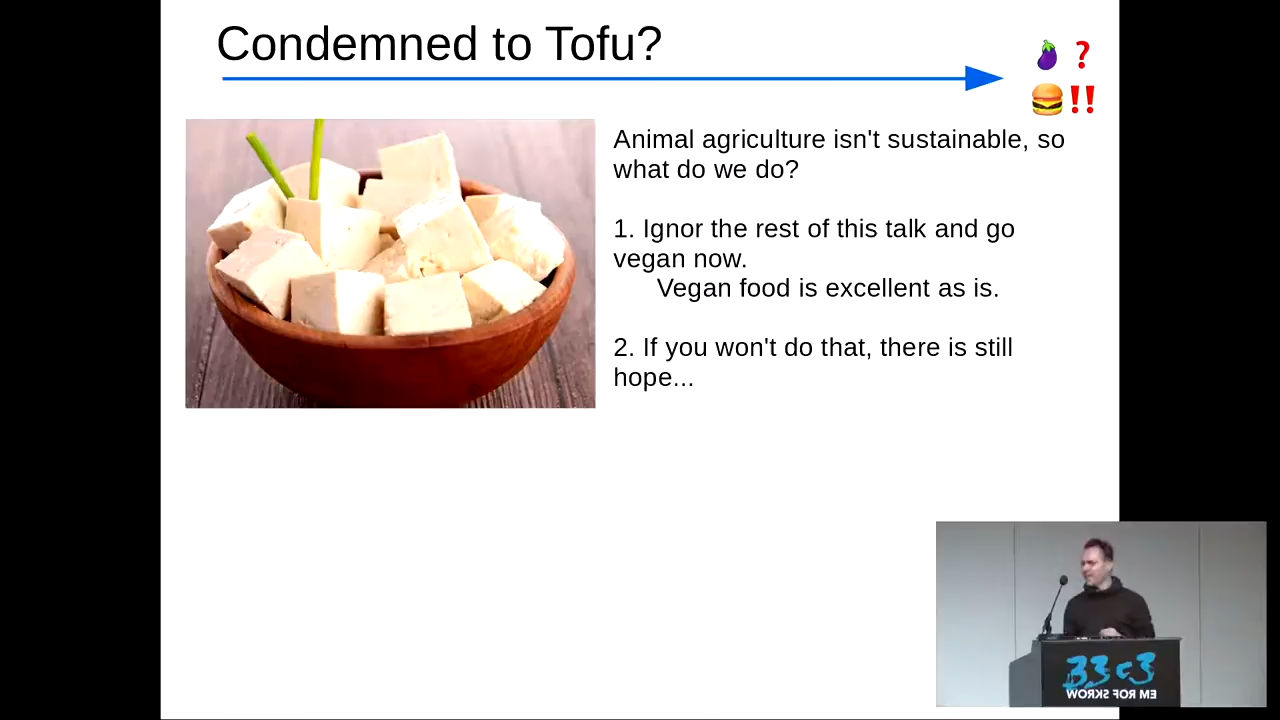 Condemned to Tofu?
Animal agriculture isn't sustainable, so
what do we do?
1. Ignor the rest of this talk and go
vegan now.
Vegan food is excellent as is.
2. If you won't do that, there is still
hope...
33c3
WORKS FOR ME